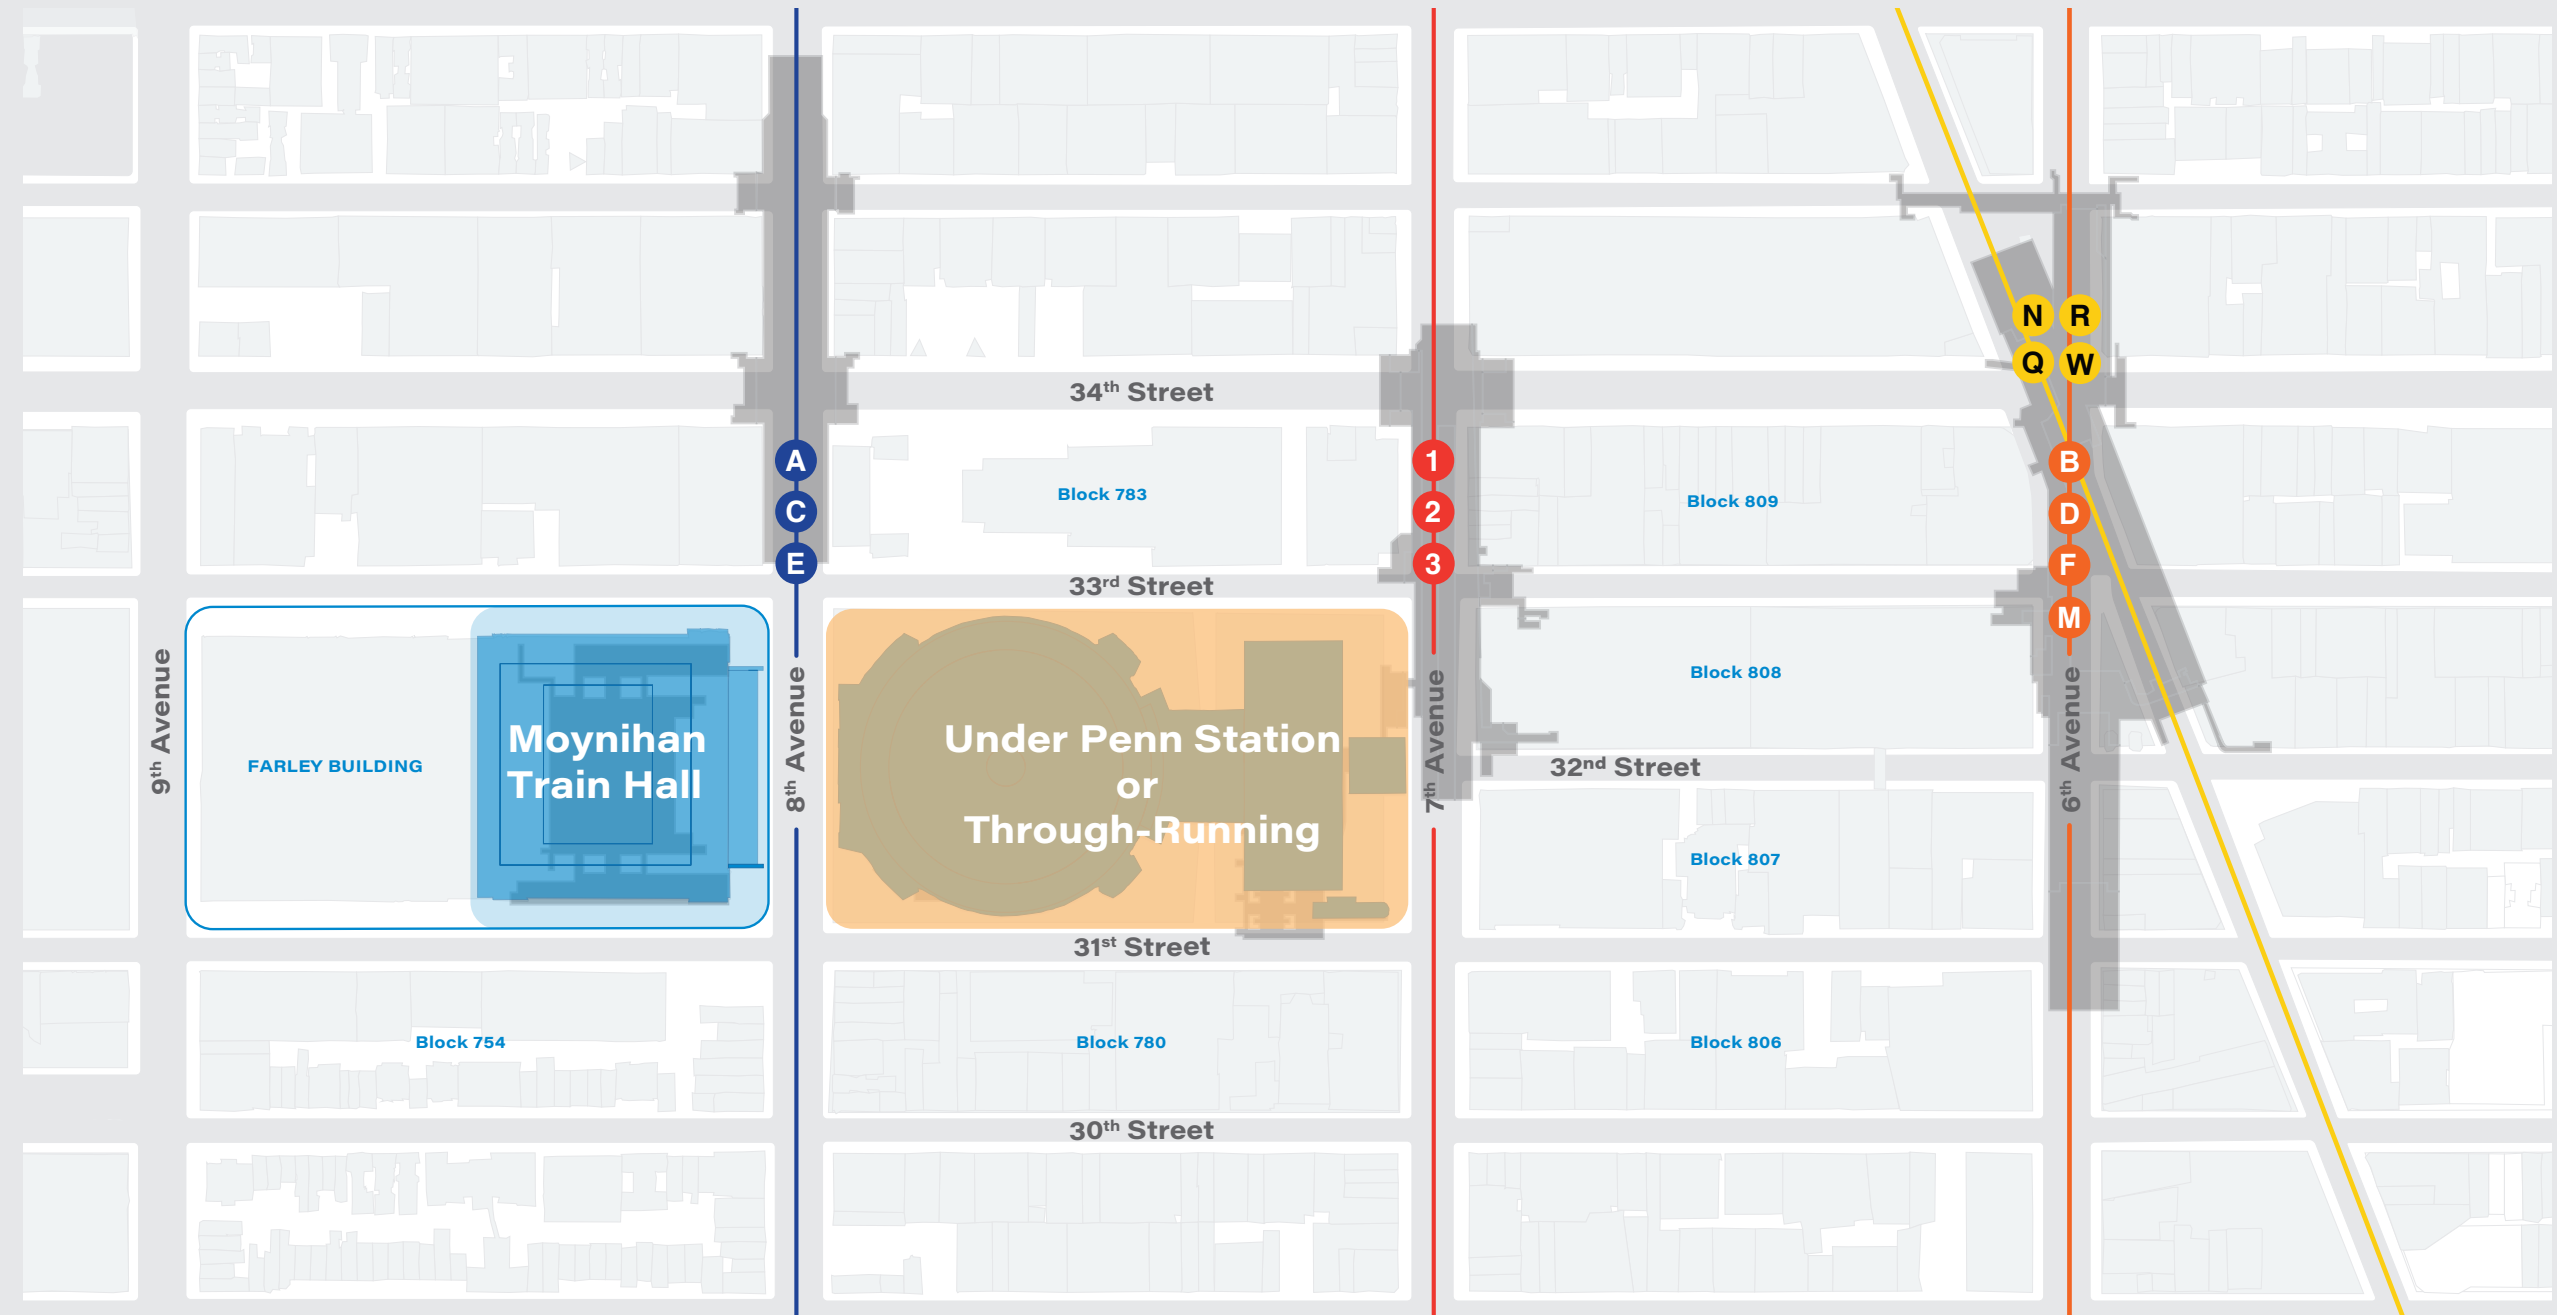 N R
Q W
34th Street
A
C
E
1
2
3
B
D
F
M
Block 783
Block 809
33rd Street
9th Avenue
FARLEY BUILDING
Moynihan
Train Hall
8th Avenue
Under Penn Station
or
Through-Running
7th Avenue
Block 808
32nd Street
6th Avenue
Block 807
31st Street
Block 754
Block 780
Block 806
30th Street